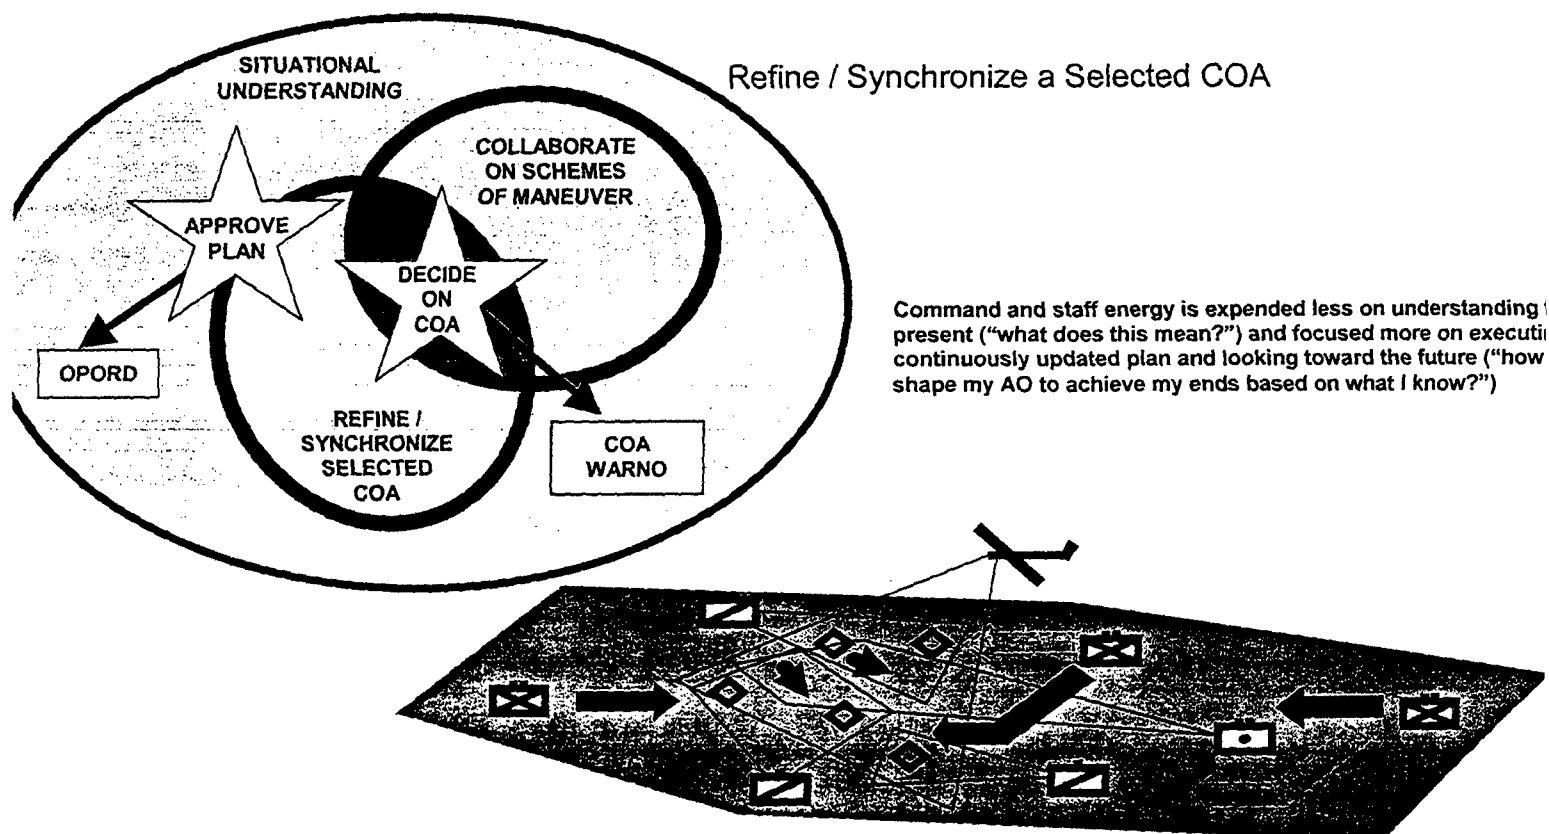 Refine / Synchronize a Selected COA
SITUATIONAL
UNDERSTANDING
COLLABORATE
ON SCHEMES
OF MANEUVER
APPROVE
PLAN
DECIDE
ON
COA
OPORD
REFINE /
SYNCHRONIZE
SELECTED
COA
COA
WARNO
Command and staff energy is expended less on understanding
present (“what does this mean?”) and focused more on
continuously updated plan and looking toward the future (“how
shape my AO to achieve my ends based on what I know?”)